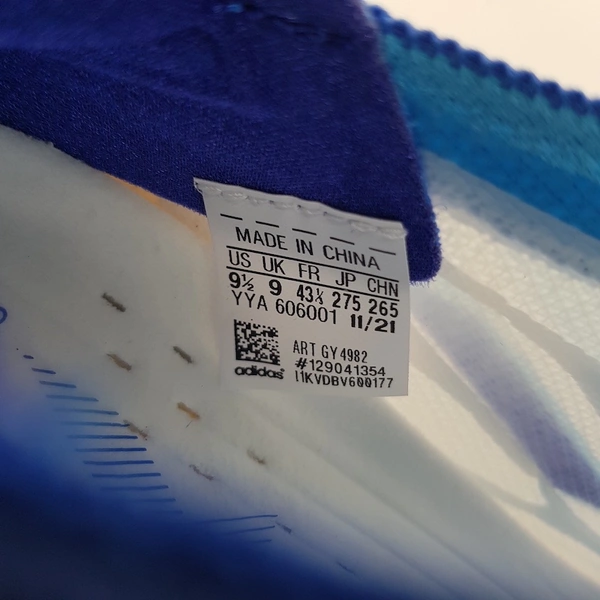 MADE IN CHINA
US UK FR JP CHN
9½ 9 43⅓ 275 265
YYA 606001 11/21
ART GY4982
#129041354
adidas
I1KVDBV600177